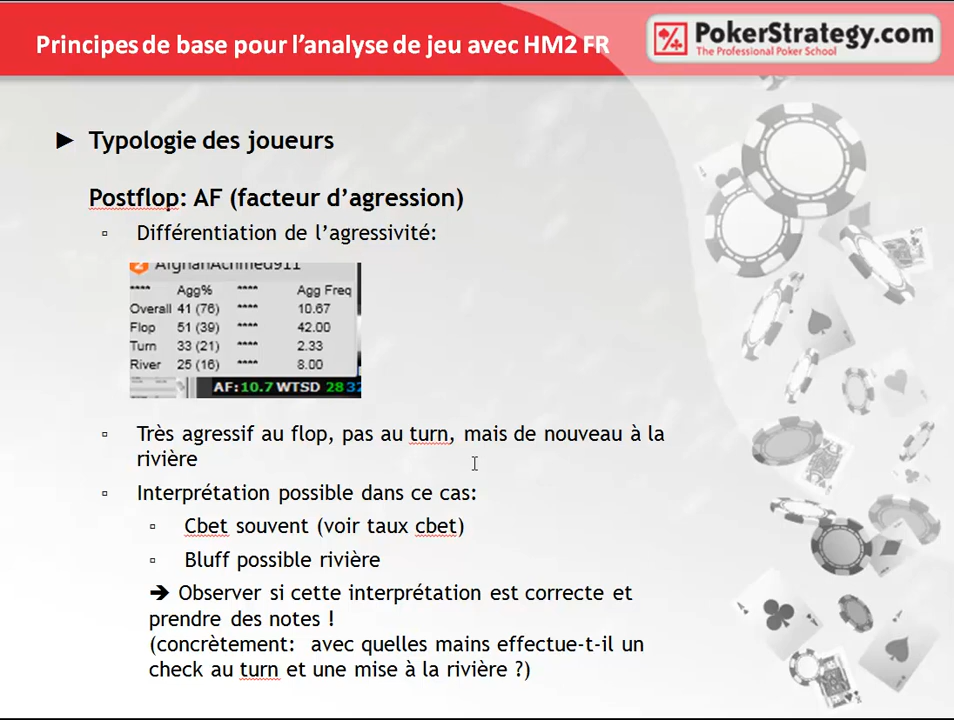 Principes de base pour l'analyse de jeu avec HM2 FR
PokerStrategy.com
The Professional Poker School
► Typologie des joueurs
Postflop: AF (facteur d'agression)
▫ Différentiation de l'agressivité:
AfghanAchmed911
**** Agg% **** Agg Freq
Overall 41 (76) **** 10.67
Flop 51 (39) **** 42.00
Turn 33 (21) **** 2.33
River 25 (16) **** 8.00
AF:10.7 WTSD 28 32
▫ Très agressif au flop, pas au turn, mais de nouveau à la
rivière
▫ Interprétation possible dans ce cas:
▫ Cbet souvent (voir taux cbet)
▫ Bluff possible rivière
➔ Observer si cette interprétation est correcte et
prendre des notes !
(concrètement: avec quelles mains effectue-t-il un
check au turn et une mise à la rivière ?)